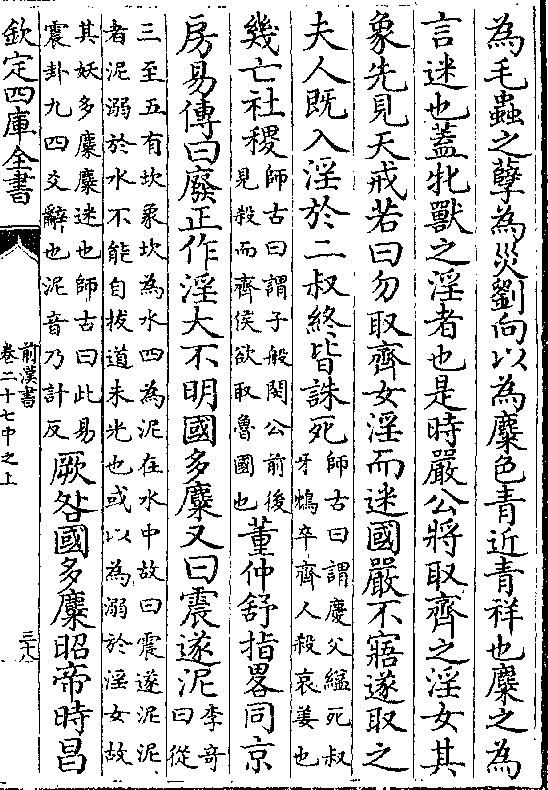 為毛蟲之孽為災劉向以為麋色青近青祥也麋之為
言迷也蓋牝獸之淫者也是時嚴公將取齊之淫女其
象先見天戒若曰勿取齊女淫而迷國嚴不寤遂取之
夫人既入淫於二叔終皆誅死師古曰謂慶父縊死叔牙鴆卒齊人殺哀姜也
幾亡社稷師古曰謂子般閔公前後見殺而齊侯欲取魯國也董仲舒指畧同京
房易傳曰廢正作淫大不明國多麋又曰震遂泥李竒曰從
三至五有坎象坎為水四為泥在水中故曰震遂泥泥者泥溺於水不能自拔道未光也或以為溺於淫女故
其妖多麋麋迷也師古曰此易震卦九四爻辭也泥音乃計反厥咎國多麋昭帝時昌
欽定四庫全書
前漢書
卷二十七中之上
三十八